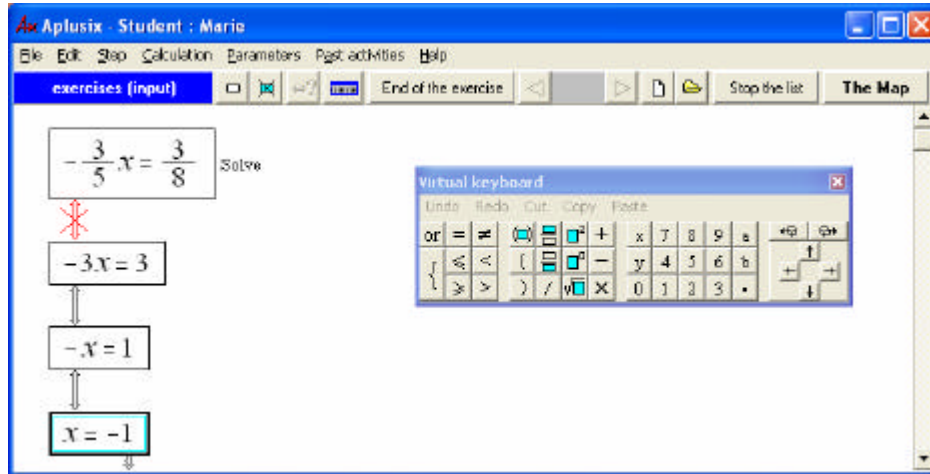 Aplusix - Student : Marie
File Edit Step Calculation Parameters Past activities Help
exercises (input) End of the exercise Stop the list The Map
-3/5 x = 3/8 Solve
-3x = 3
-x = 1
x = -1
Virtual keyboard
Undo Redo Cut Copy Paste
or = ≠ (□) □² + x 7 8 9 a
{ ⩽ < ( □ⁿ − y 4 5 6 b
⩾ > ) / √□ × 0 1 2 3 •